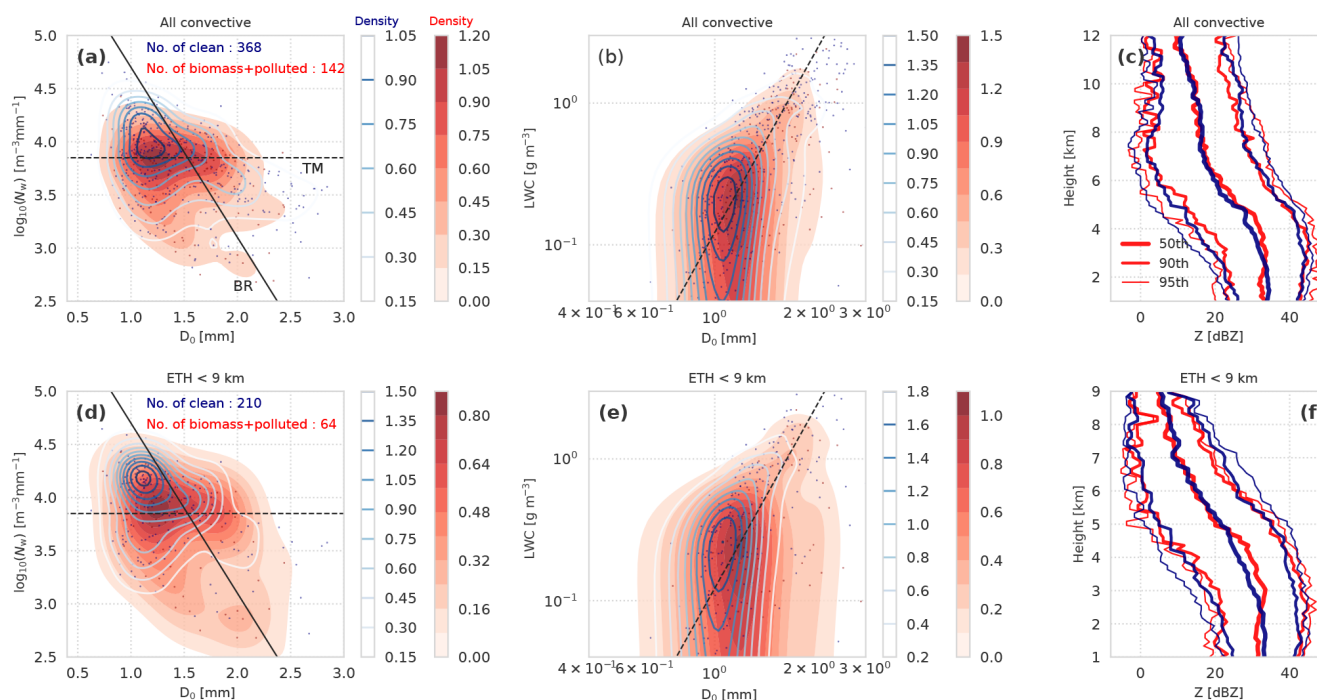 All convective
Density
Density
All convective
(a)
No. of clean : 368
No. of biomass+polluted : 142
TM
BR
log₁₀(N_w) [m⁻³mm⁻¹]
5.0
4.5
4.0
3.5
3.0
2.5
0.5
1.0
1.5
2.0
2.5
3.0
D₀ [mm]
1.05
0.90
0.75
0.60
0.45
0.30
0.15
1.20
1.05
0.90
0.75
0.60
0.45
0.30
0.15
0.00
All convective
(b)
LWC [g m⁻³]
10⁰
10⁻¹
4 × 10⁻¹
6 × 10⁻¹
10⁰
2 × 10⁰
3 × 10⁰
D₀ [mm]
1.50
1.35
1.20
1.05
0.90
0.75
0.60
0.45
0.30
0.15
1.5
1.2
0.9
0.6
0.3
0.0
(c)
Height [km]
12
10
8
6
4
2
50th
90th
95th
0
20
40
Z [dBZ]
ETH < 9 km
(d)
No. of clean : 210
No. of biomass+polluted : 64
log₁₀(N_w) [m⁻³mm⁻¹]
5.0
4.5
4.0
3.5
3.0
2.5
0.5
1.0
1.5
2.0
2.5
3.0
D₀ [mm]
1.50
1.35
1.20
1.05
0.90
0.75
0.60
0.45
0.30
0.15
0.80
0.64
0.48
0.32
0.16
0.00
ETH < 9 km
(e)
LWC [g m⁻³]
10⁰
10⁻¹
4 × 10⁻¹
6 × 10⁻¹
10⁰
2 × 10⁰
3 × 10⁰
D₀ [mm]
1.8
1.6
1.4
1.2
1.0
0.8
0.6
0.4
0.2
1.0
0.8
0.6
0.4
0.2
0.0
ETH < 9 km
(f)
Height [km]
9
8
7
6
5
4
3
2
1
0
20
40
Z [dBZ]